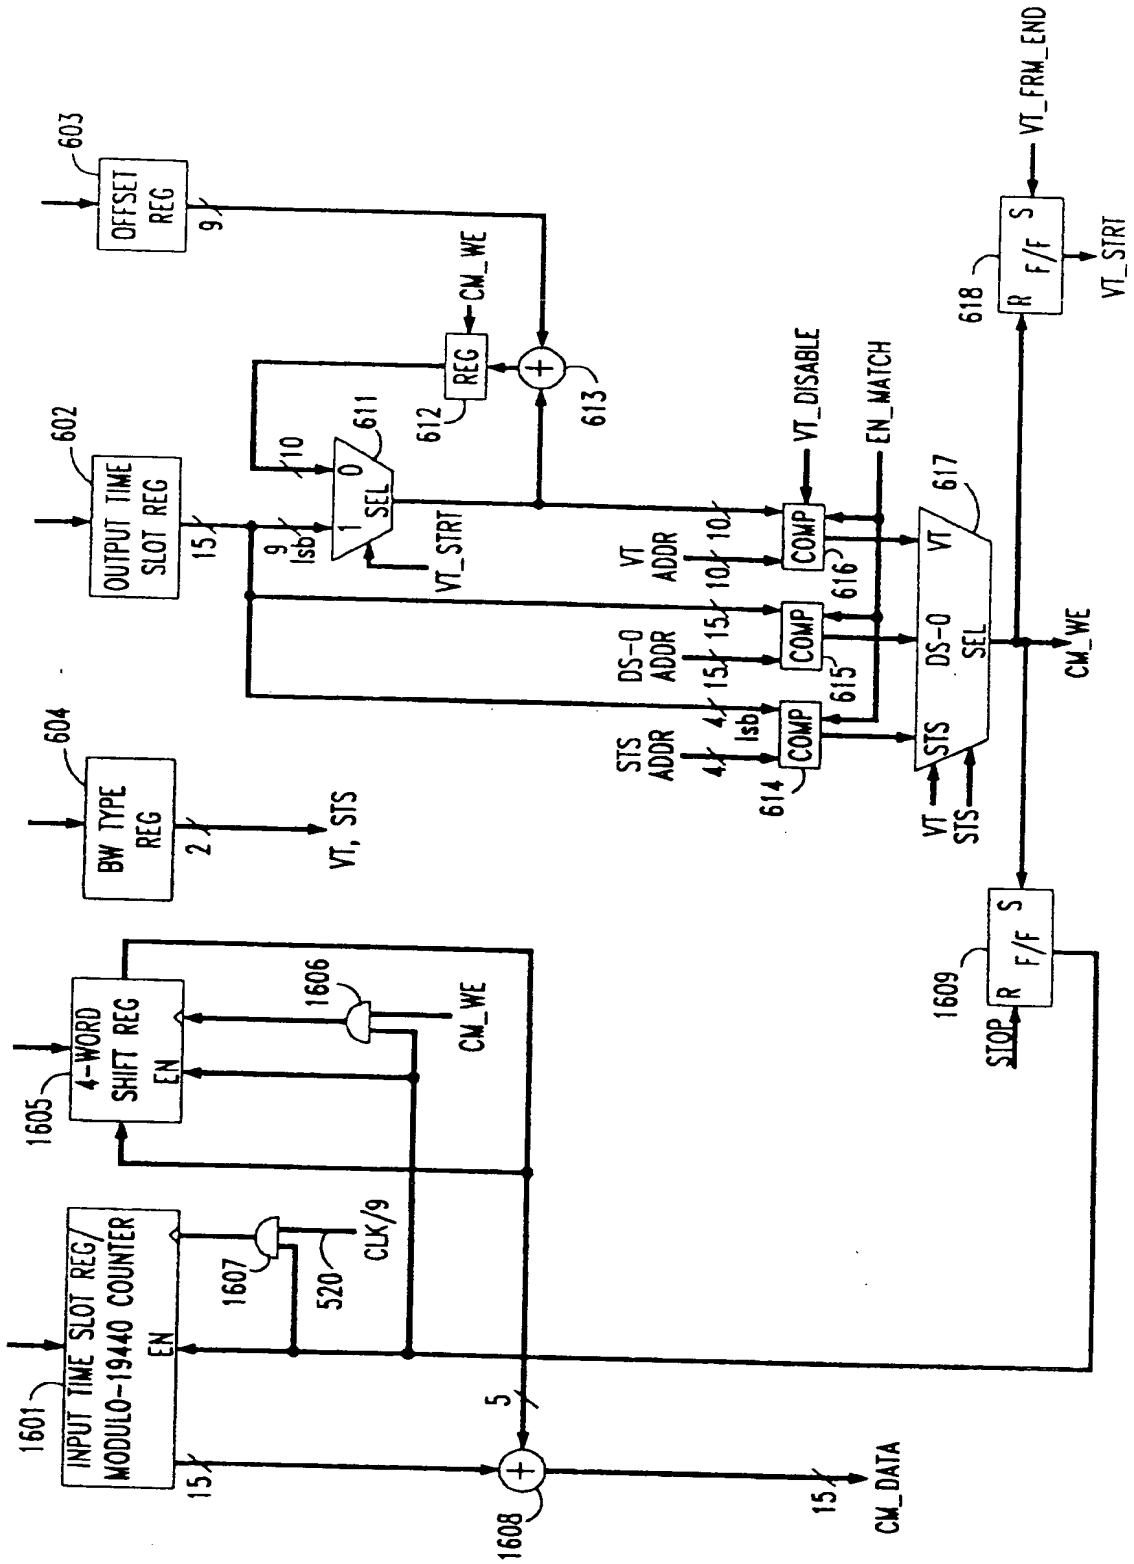 1601
INPUT TIME SLOT REG/
MODULO-19440 COUNTER
EN
15
1607
520
CLK/9
1605
4-WORD
SHIFT REG
EN
1606
CM_WE
5
1608
15
CM_DATA
604
BW TYPE
REG
2
VT, STS
602
OUTPUT TIME
SLOT REG
15
9
lsb
10
1
0
SEL
611
VT_STRT
603
OFFSET
REG
9
612
REG
CM_WE
613
STS
ADDR
4
4
lsb
COMP
614
DS-0
ADDR
15
15
COMP
615
VT
ADDR
10
10
COMP
616
VT_DISABLE
EN_MATCH
617
STS
DS-0
VT
SEL
VT
STS
CM_WE
1609
R
S
F/F
STOP
618
R
S
F/F
VT_FRM_END
VT_STRT